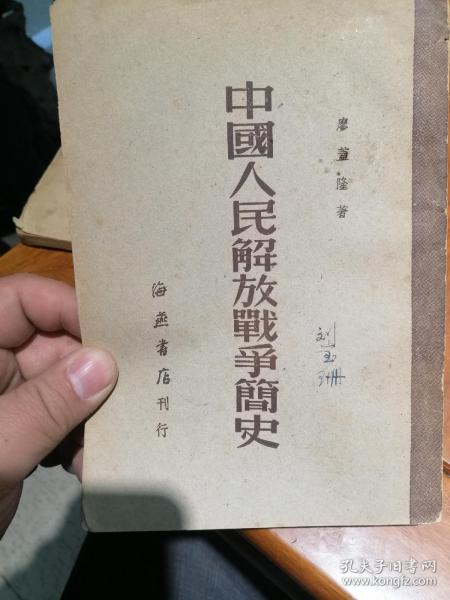 廖蓋隆著
中國人民解放戰爭簡史
海燕書店刊行
刘玉珊
孔夫子旧书网
www.kongfz.com